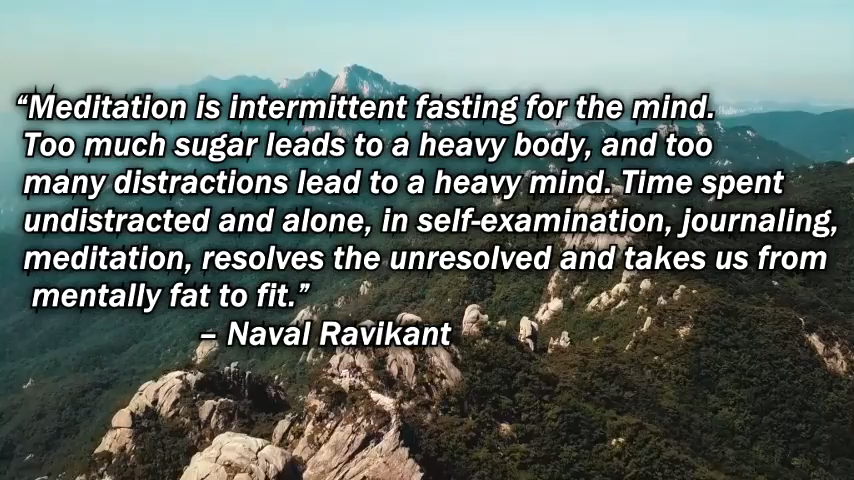 “Meditation is intermittent fasting for the mind.
Too much sugar leads to a heavy body, and too
many distractions lead to a heavy mind. Time spent
undistracted and alone, in self-examination, journaling,
meditation, resolves the unresolved and takes us from
mentally fat to fit.”
– Naval Ravikant